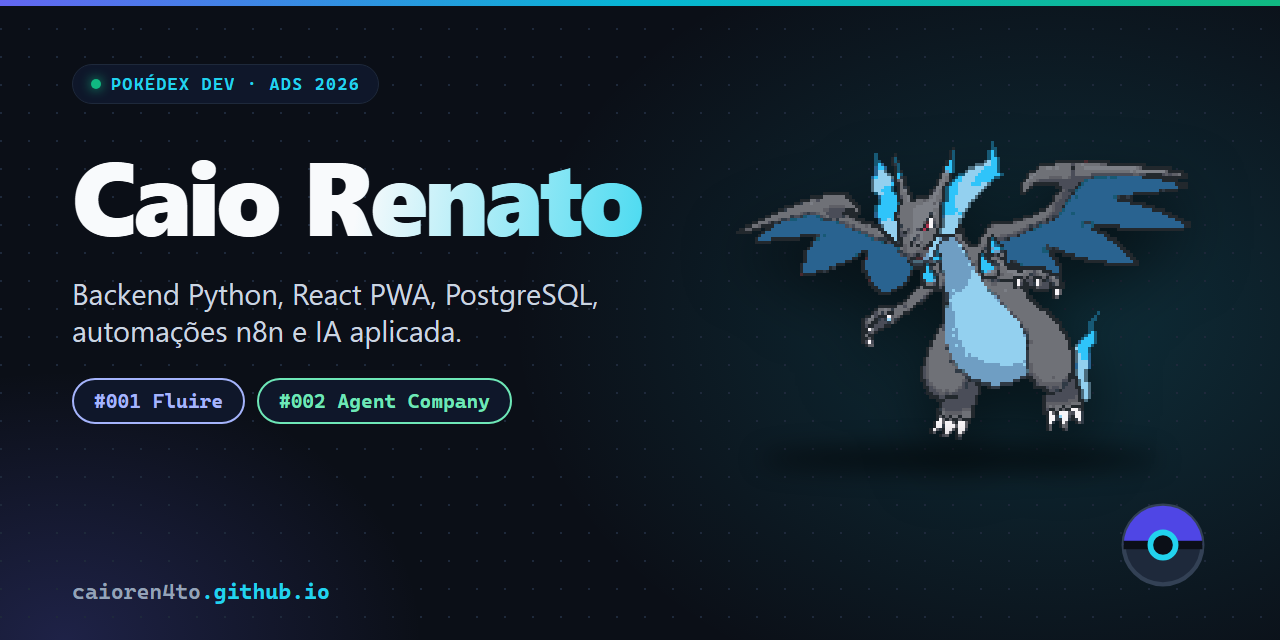 POKÉDEX DEV · ADS 2026
Caio Renato
Backend Python, React PWA, PostgreSQL,
automações n8n e IA aplicada.
#001 Fluire
#002 Agent Company
caioren4to.github.io